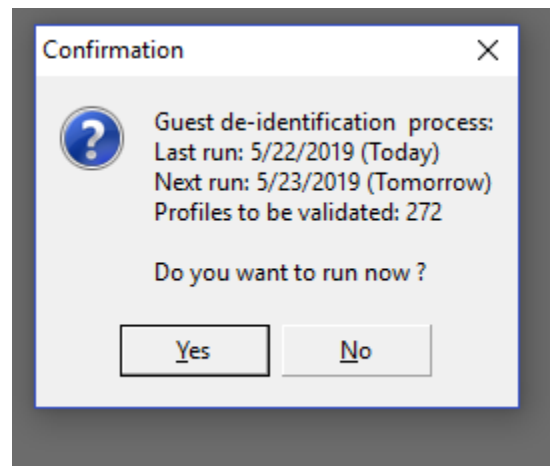 Confirmation
Guest de-identification  process:
Last run: 5/22/2019 (Today)
Next run: 5/23/2019 (Tomorrow)
Profiles to be validated: 272
Do you want to run now ?
Yes
No